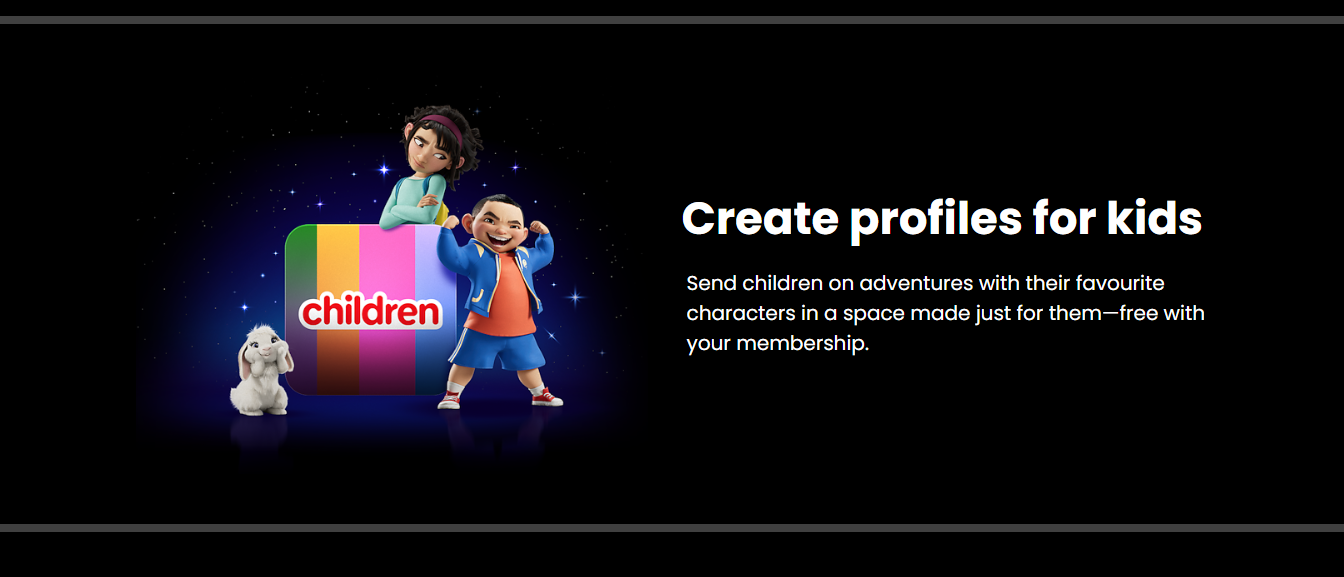 children
Create profiles for kids
Send children on adventures with their favourite
characters in a space made just for them—free with
your membership.